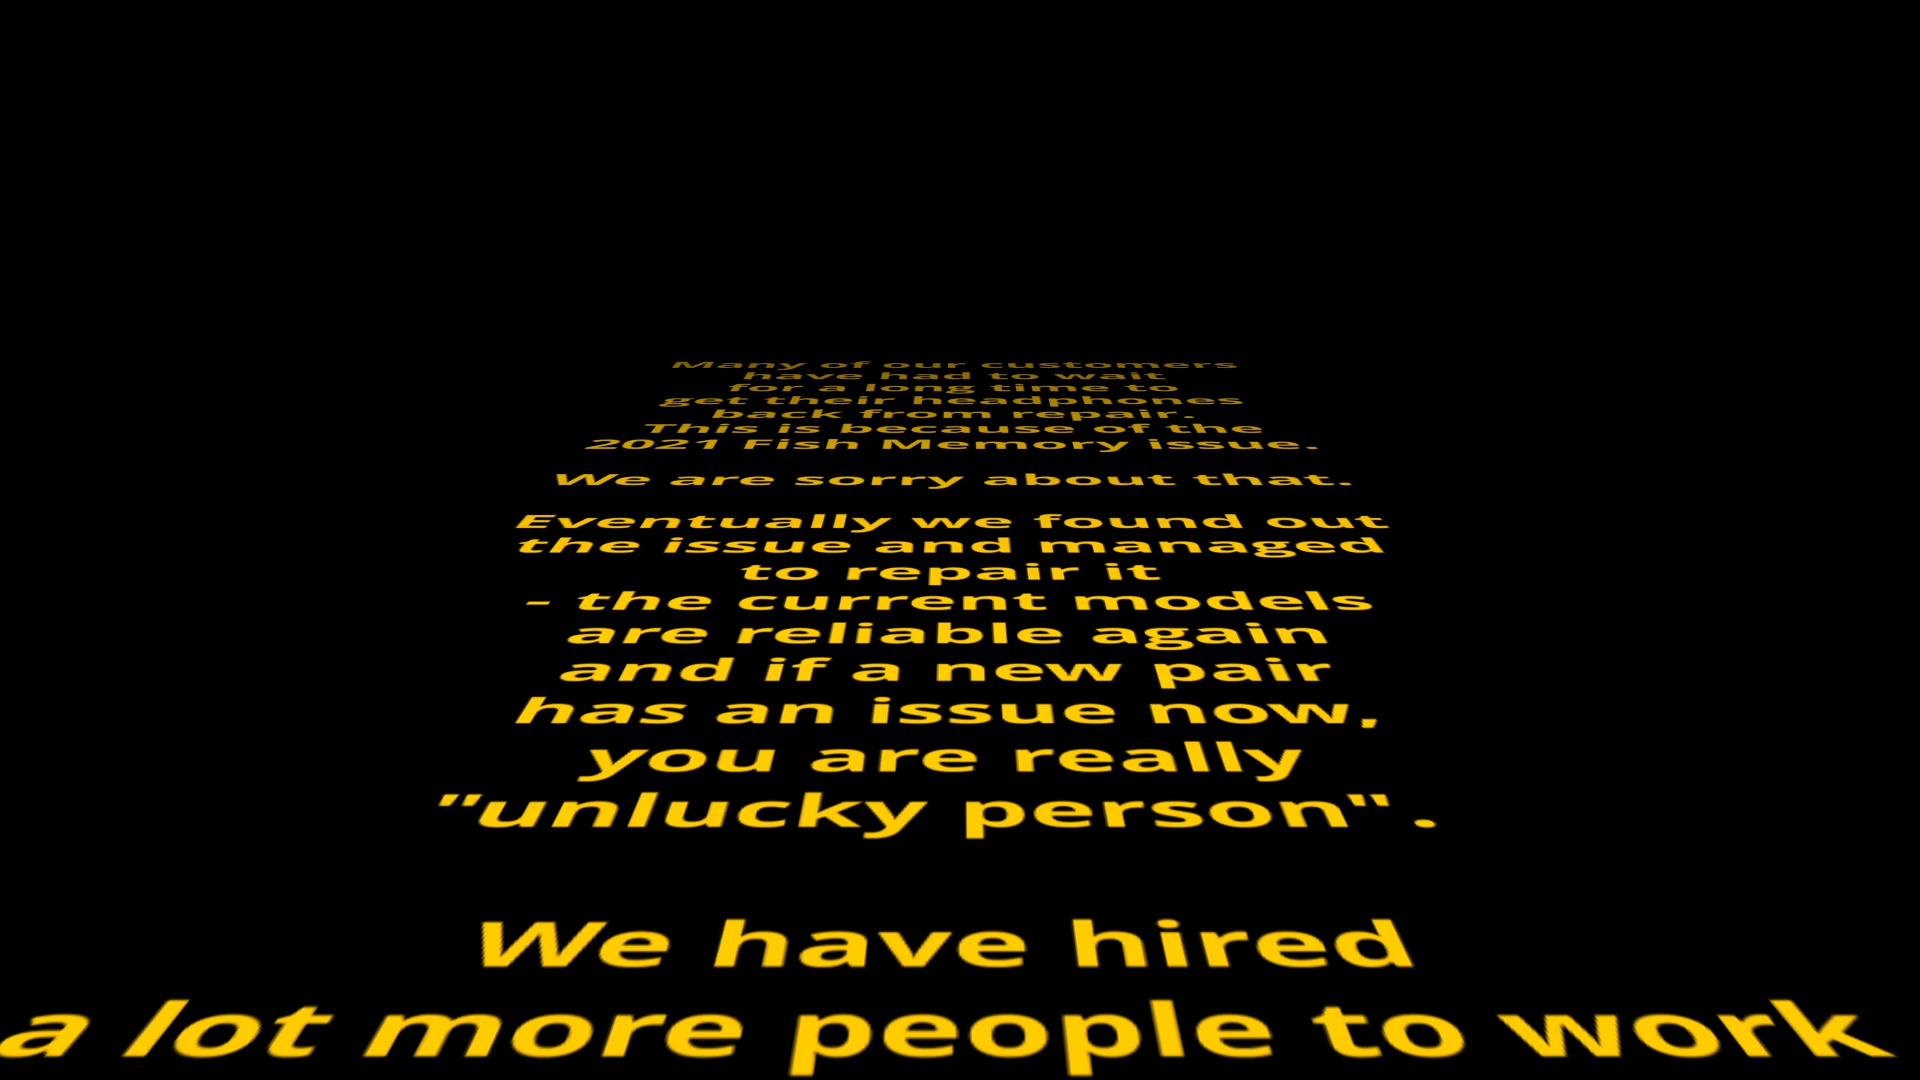 Many of our customers
have had to wait
for a long time to
get their headphones
back from repair.
This is because of the
2021 Fish Memory issue.
We are sorry about that.
Eventually we found out
the issue and managed
to repair it
- the current models
are reliable again
and if a new pair
has an issue now,
you are really
"unlucky person".
We have hired
a lot more people to work